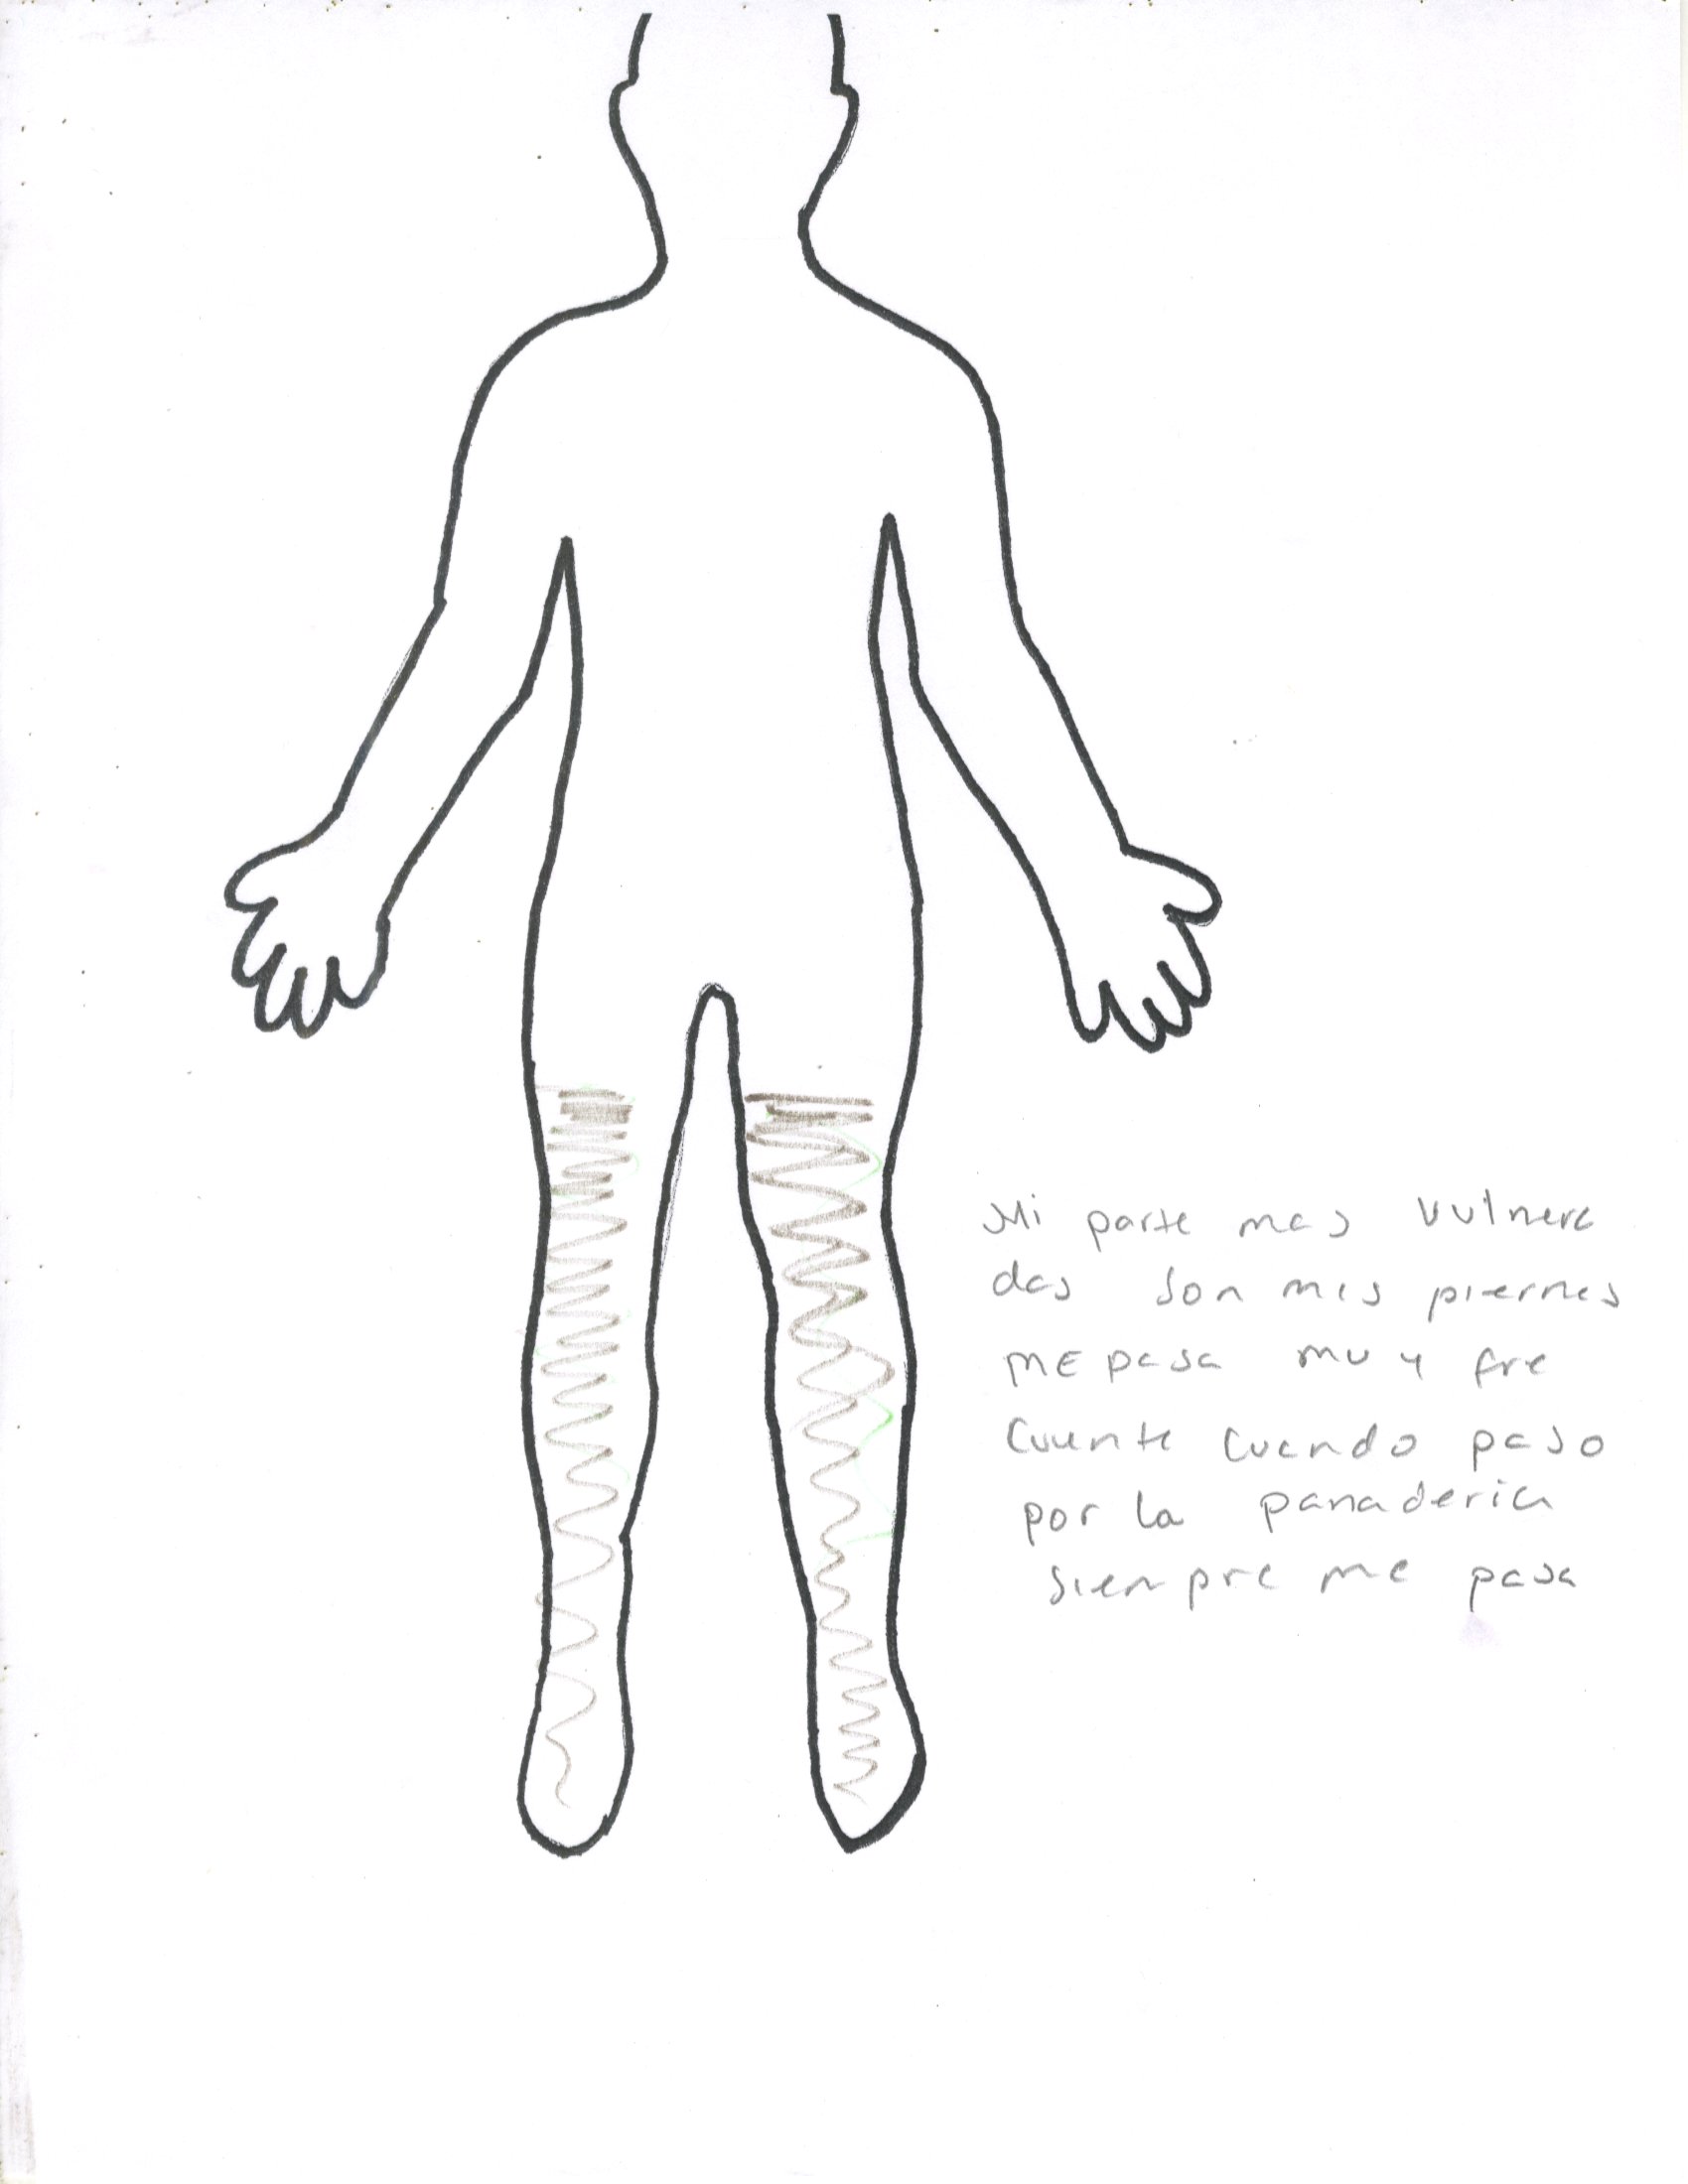 Mi parte mas vulnera
das son mis piernas
ME pasa muy fre
cuente cuando paso
por la panaderia
siempre me pasa